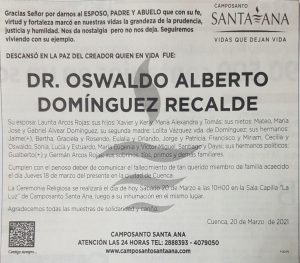 Gracias Señor por darnos al ESPOSO, PADRE Y ABUELO que con su fe,
virtud y fortaleza marcó en nuestras vidas la grandeza de la prudencia,
justicia y humildad. Nos da nostalgia pero no nos deja. Seguiremos
viviendo con su ejemplo.
CAMPOSANTO
SANTA ANA
VIDAS QUE DEJAN VIDA
DESCANSÓ EN LA PAZ DEL CREADOR QUIEN EN VIDA FUE:
DR. OSWALDO ALBERTO
DOMÍNGUEZ RECALDE
Su esposa: Laurita Arcos Rojas; sus hijos: Xavier y Kerly, María Alexandra y Tomás; sus nietos: Mateo, María
José y Gabriel Alvear Domínguez; su segunda mamá: Lolita Vázquez vda. de Domínguez; sus hermanos:
Jaime(+), Bertha, Graciela y Rosendo, Eulalia y Orlando, Jorge y Patricia, Francisco y Miriam, Cecilia y
Oswaldo, Sonia, Lucía y Estuardo, María Eugenia y Víctor Miguel, Santiago y Daysi; sus hermanos políticos:
Gualberto(+) y Germán Arcos Rojas; sus sobrinos, tíos, primos y demás familiares.
Cumplen con el penoso deber de comunicar el fallecimiento de tan querido miembro de familia acaecido
el día Jueves 18 de marzo del presente en la ciudad de Cuenca.
La Ceremonia Religiosa se realizará el día de hoy Sábado 20 de Marzo a las 10H00 en la Sala Capilla "La
Luz" de Camposanto Santa Ana, luego su inhumación en el mismo lugar.
Agradecemos todas las muestras de solidaridad y cariño.
Cuenca, 20 de Marzo de 2021
CAMPOSANTO SANTA ANA
ATENCIÓN LAS 24 HORAS TEL: 2888393 - 4079050
www.camposantosantaana.com